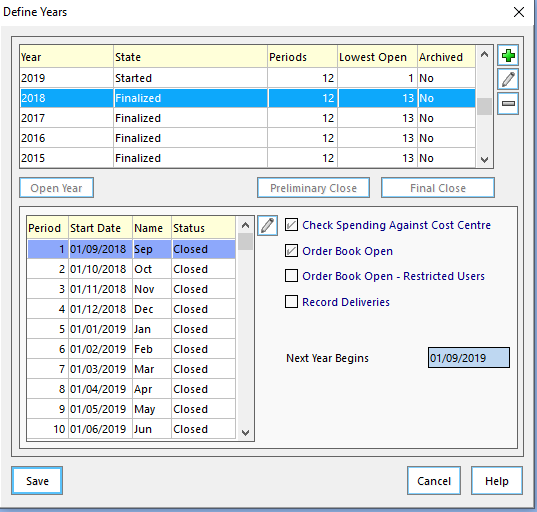 Define Years
Year State Periods Lowest Open Archived
2019 Started 12 1 No
2018 Finalized 12 13 No
2017 Finalized 12 13 No
2016 Finalized 12 13 No
2015 Finalized 12 13 No
Open Year Preliminary Close Final Close
Period Start Date Name Status
1 01/09/2018 Sep Closed
2 01/10/2018 Oct Closed
3 01/11/2018 Nov Closed
4 01/12/2018 Dec Closed
5 01/01/2019 Jan Closed
6 01/02/2019 Feb Closed
7 01/03/2019 Mar Closed
8 01/04/2019 Apr Closed
9 01/05/2019 May Closed
10 01/06/2019 Jun Closed
Check Spending Against Cost Centre
Order Book Open
Order Book Open - Restricted Users
Record Deliveries
Next Year Begins 01/09/2019
Save Cancel Help